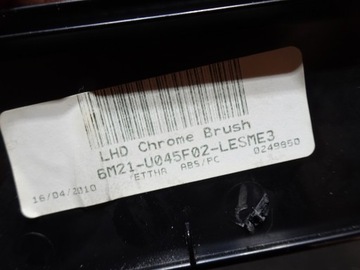 LHD Chrome Brush
6M21-U045F02-LESME3
ETTHR ABS/PC 0249850
16/04/2010